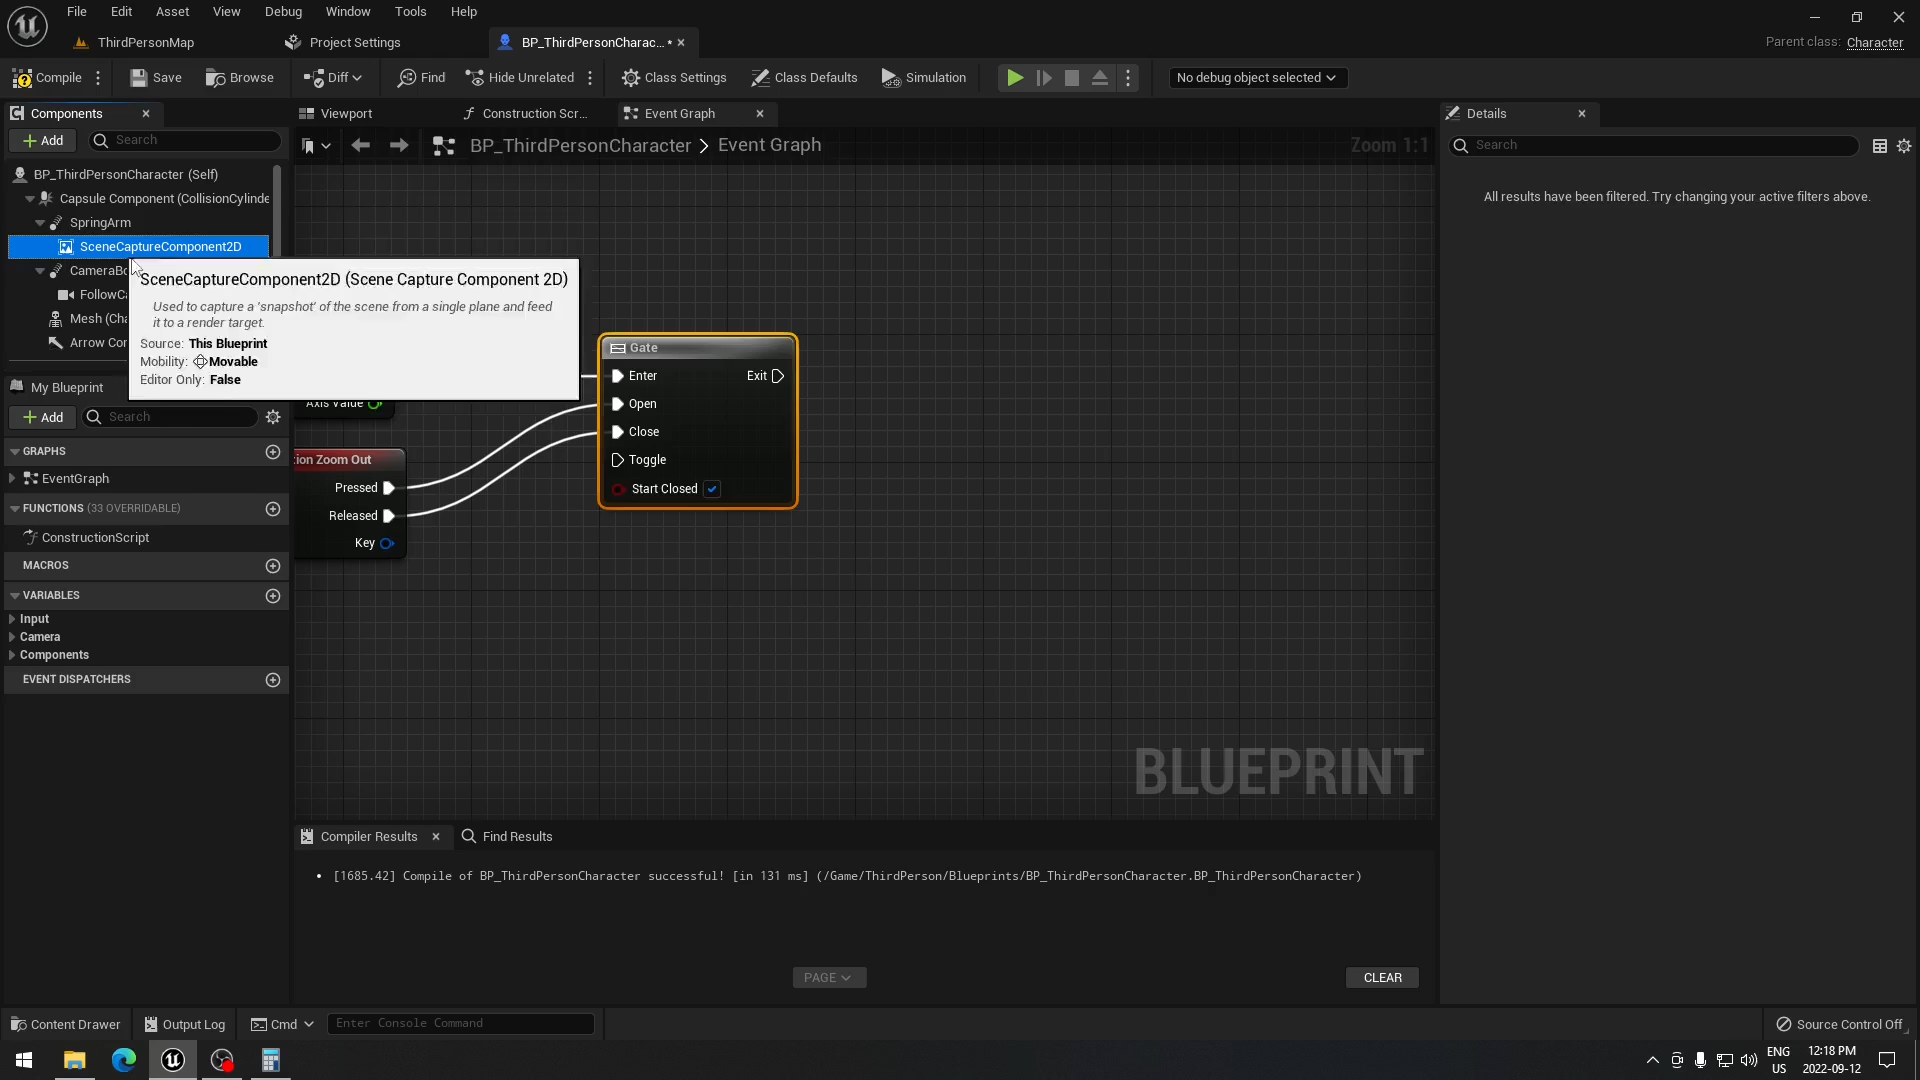 File Edit Asset View Debug Window Tools Help
ThirdPersonMap
Project Settings
BP_ThirdPersonCharac... •
Parent class: Character
Compile
Save
Browse
Diff
Find
Hide Unrelated
Class Settings
Class Defaults
Simulation
No debug object selected
Components
Viewport
Construction Scr...
Event Graph
Details
Add
Search
BP_ThirdPersonCharacter > Event Graph
Zoom 1:1
Search
BP_ThirdPersonCharacter (Self)
Capsule Component (CollisionCylinde
SpringArm
SceneCaptureComponent2D
CameraBo
FollowCa
Mesh (Cha
Arrow Con
All results have been filtered. Try changing your active filters above.
SceneCaptureComponent2D (Scene Capture Component 2D)
Used to capture a 'snapshot' of the scene from a single plane and feed
it to a render target.
Source: This Blueprint
Mobility: Movable
Editor Only: False
Axis Value
Gate
Enter
Exit
Open
Close
Toggle
Start Closed
ion Zoom Out
Pressed
Released
Key
My Blueprint
Add
Search
GRAPHS
EventGraph
FUNCTIONS (33 OVERRIDABLE)
ConstructionScript
MACROS
VARIABLES
Input
Camera
Components
EVENT DISPATCHERS
BLUEPRINT
Compiler Results
Find Results
• [1685.42] Compile of BP_ThirdPersonCharacter successful! [in 131 ms] (/Game/ThirdPerson/Blueprints/BP_ThirdPersonCharacter.BP_ThirdPersonCharacter)
PAGE
CLEAR
Content Drawer
Output Log
Cmd
Enter Console Command
Source Control Off
ENG
US
12:18 PM
2022-09-12